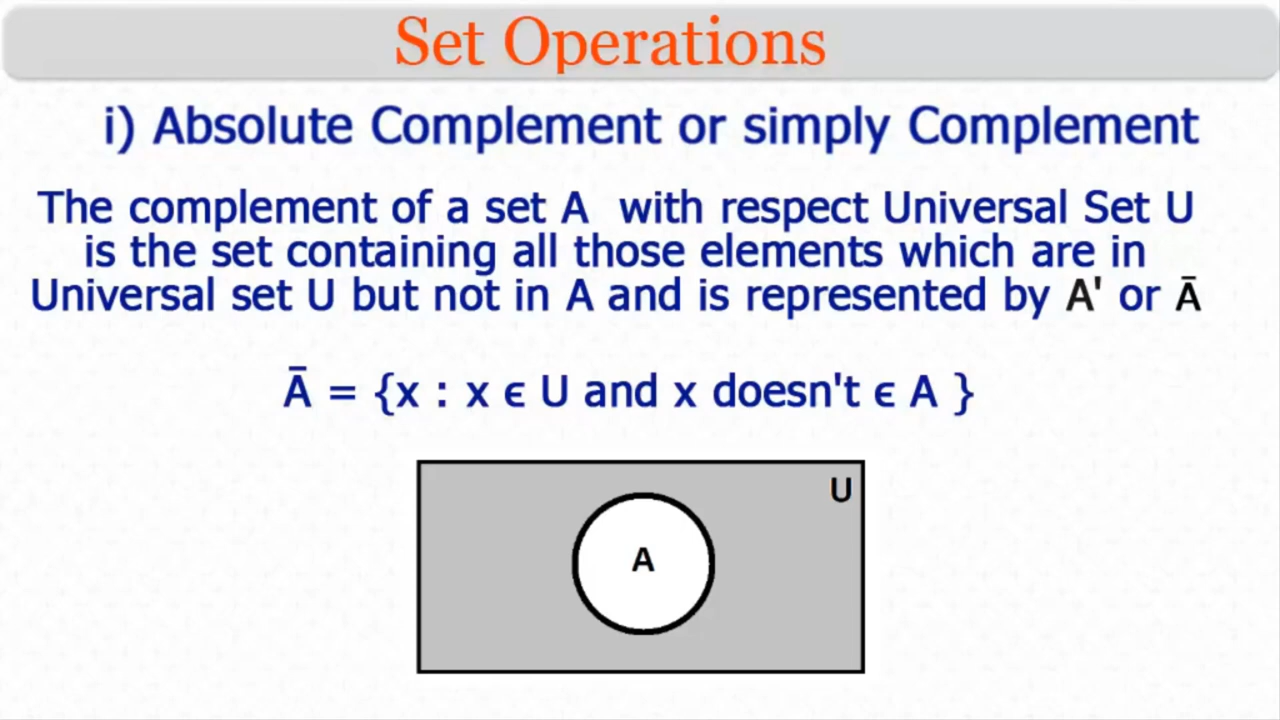 Set Operations
i) Absolute Complement or simply Complement
The complement of a set A with respect Universal Set U
is the set containing all those elements which are in
Universal set U but not in A and is represented by A' or Ā
Ā = {x : x ϵ U and x doesn't ϵ A }
U
A